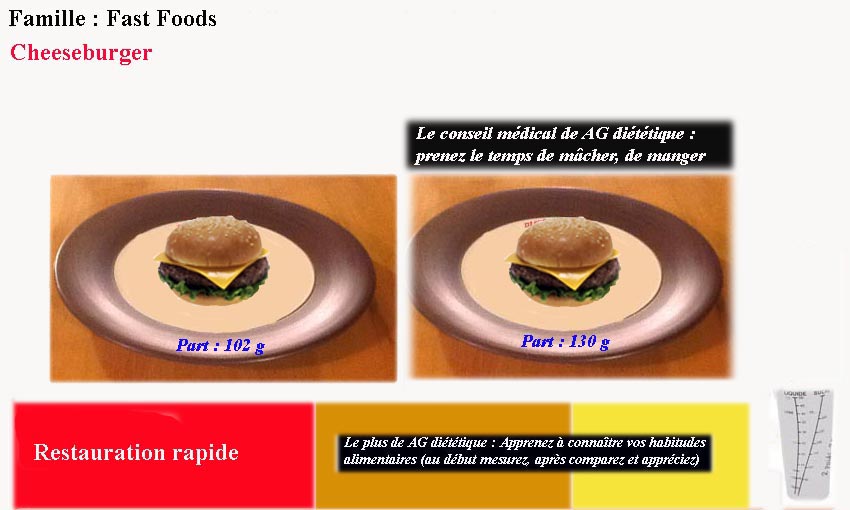 Famille : Fast Foods
Cheeseburger
Le conseil médical de AG diététique :
prenez le temps de mâcher, de manger
Part : 102 g
Part : 130 g
Restauration rapide
Le plus de AG diététique : Apprenez à connaître vos habitudes
alimentaires (au début mesurez, après comparez et appréciez)